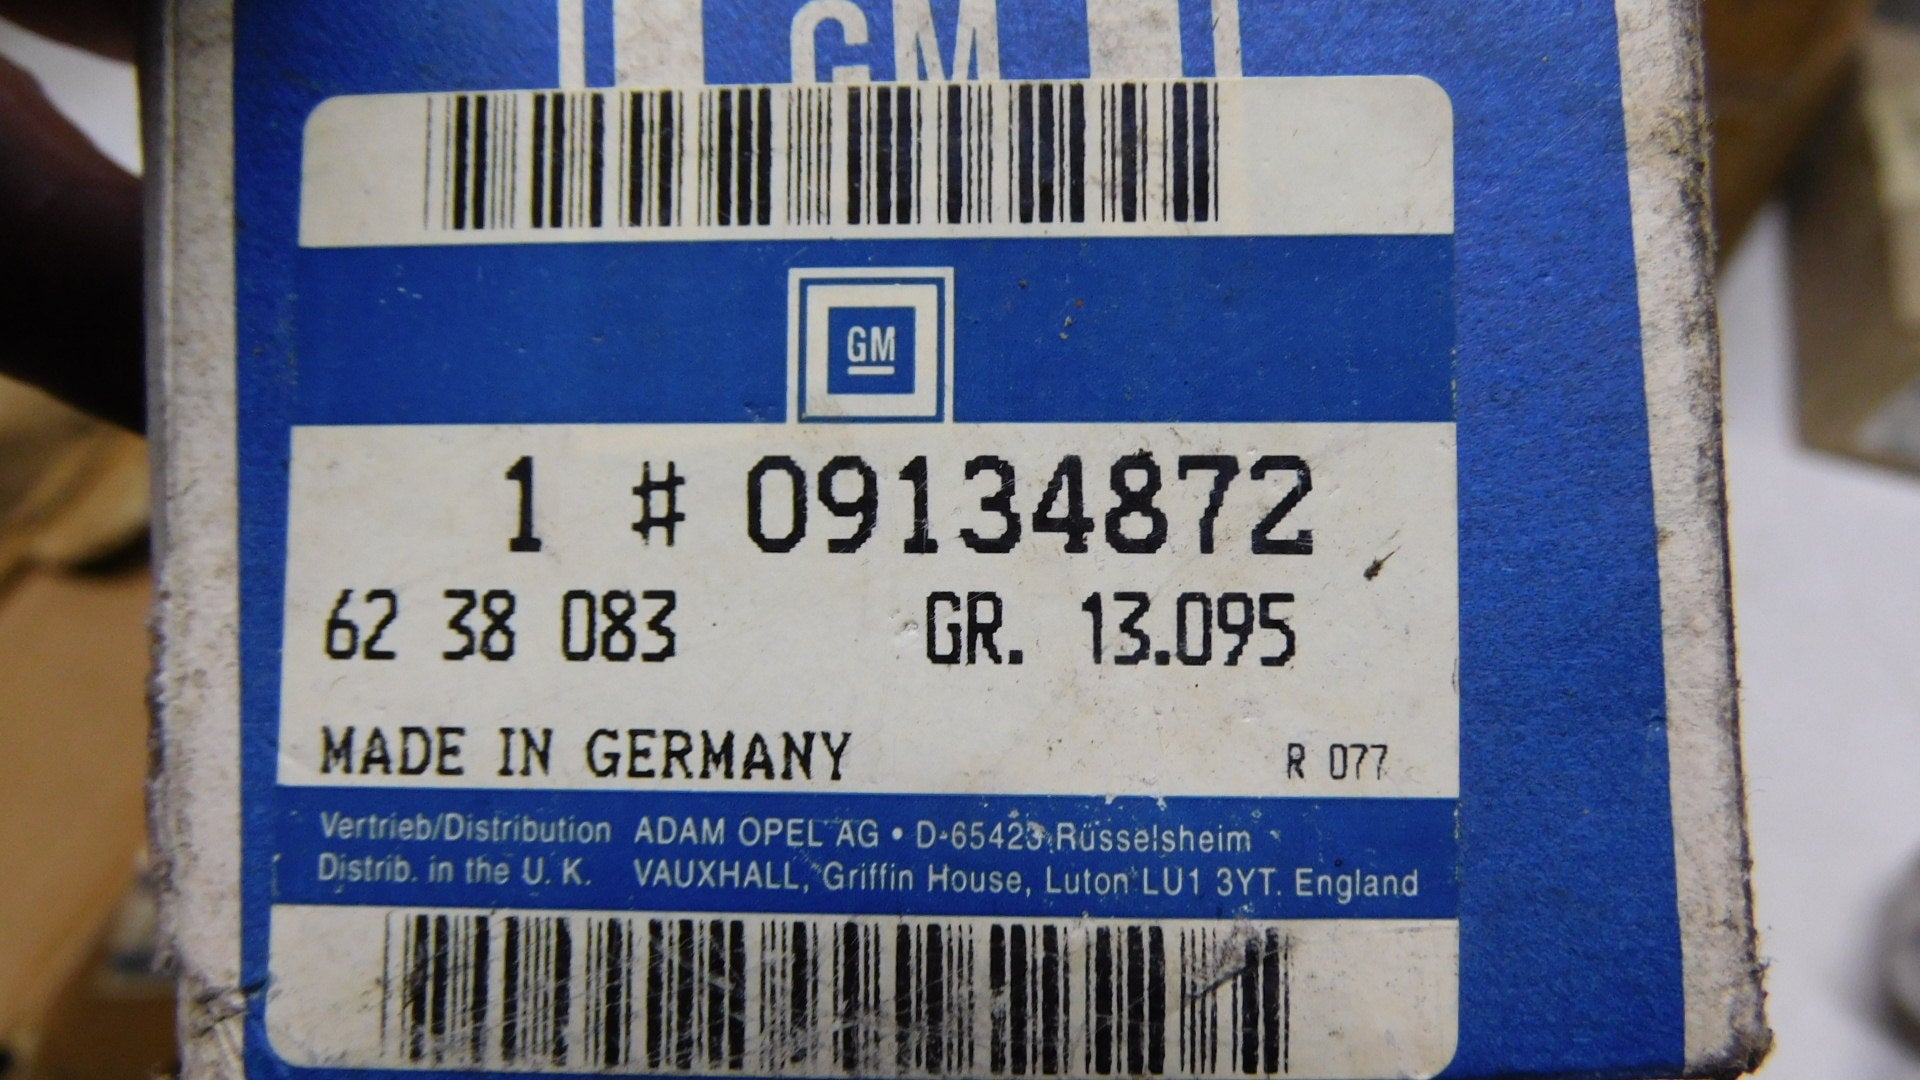 GM
GM
1 # 09134872
62 38 083 GR. 13.095
MADE IN GERMANY R 077
Vertrieb/Distribution ADAM OPEL AG • D-65423 Rüsselsheim
Distrib. in the U. K. VAUXHALL, Griffin House, Luton LU1 3YT. England